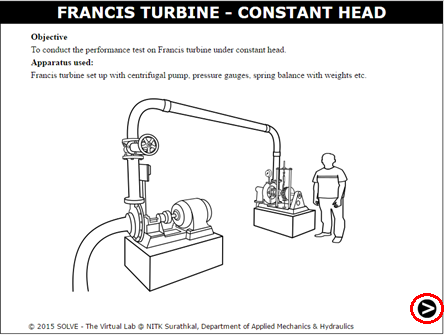 FRANCIS TURBINE - CONSTANT HEAD
Objective
To conduct the performance test on Francis turbine under constant head.
Apparatus used:
Francis turbine set up with centrifugal pump, pressure gauges, spring balance with weights etc.
© 2015 SOLVE - The Virtual Lab @ NITK Surathkal, Department of Applied Mechanics & Hydraulics